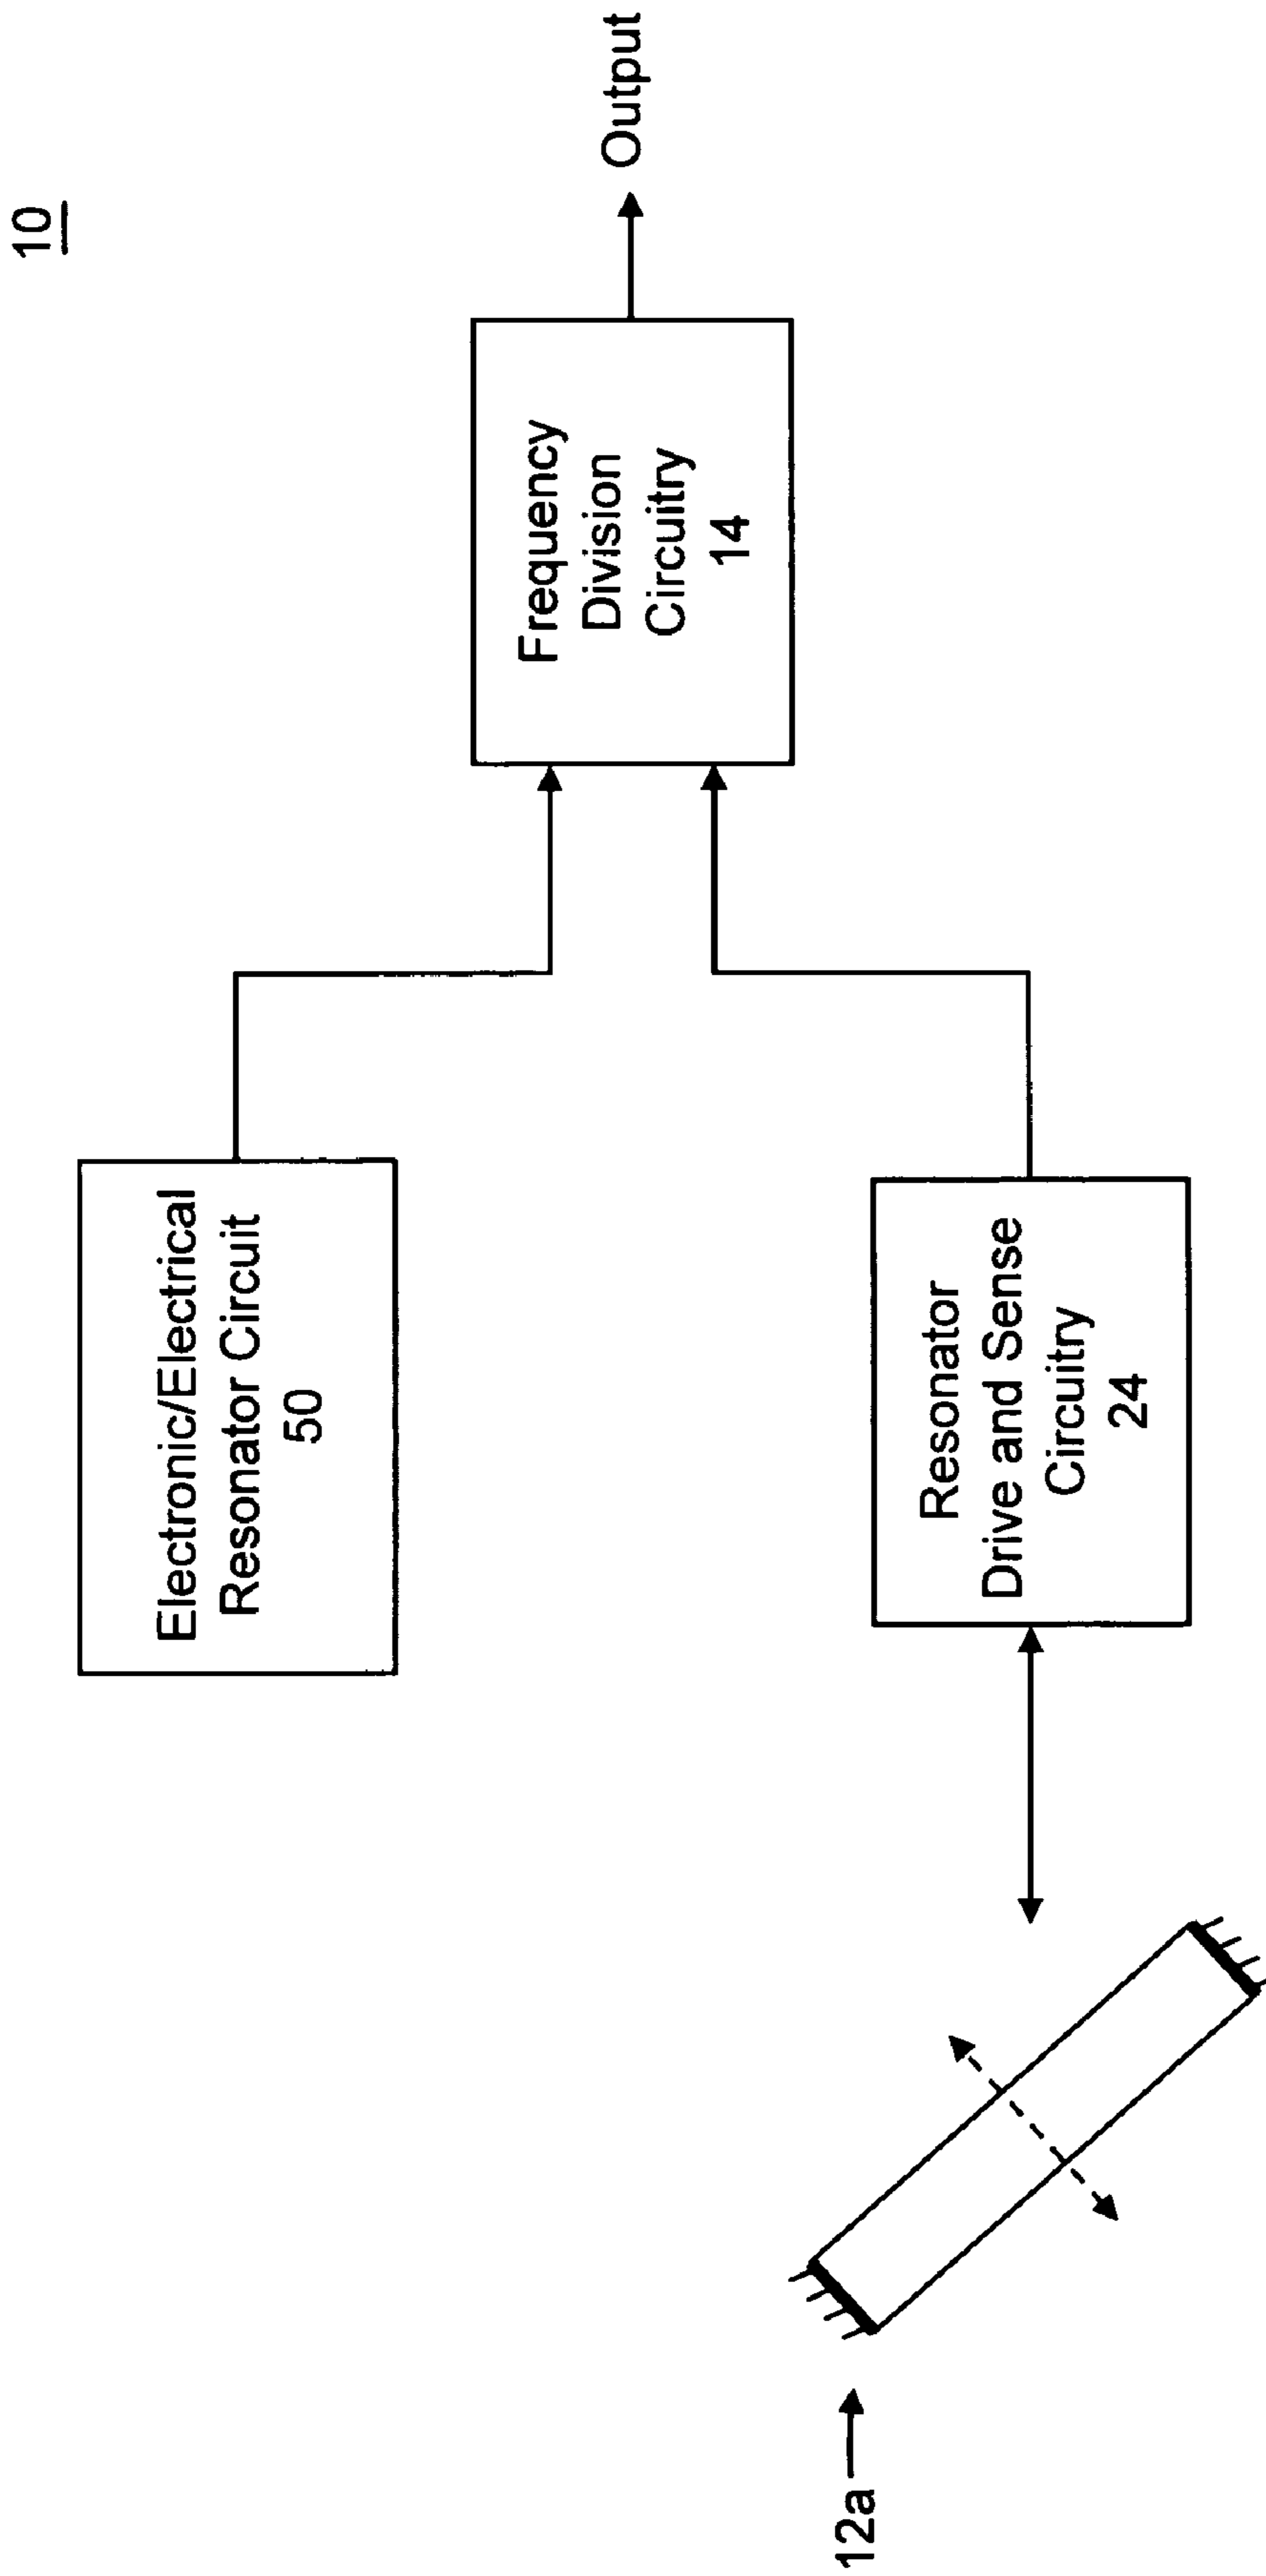 10
Electronic/Electrical
Resonator Circuit
50
Frequency
Division
Circuitry
14
Output
Resonator
Drive and Sense
Circuitry
24
12a